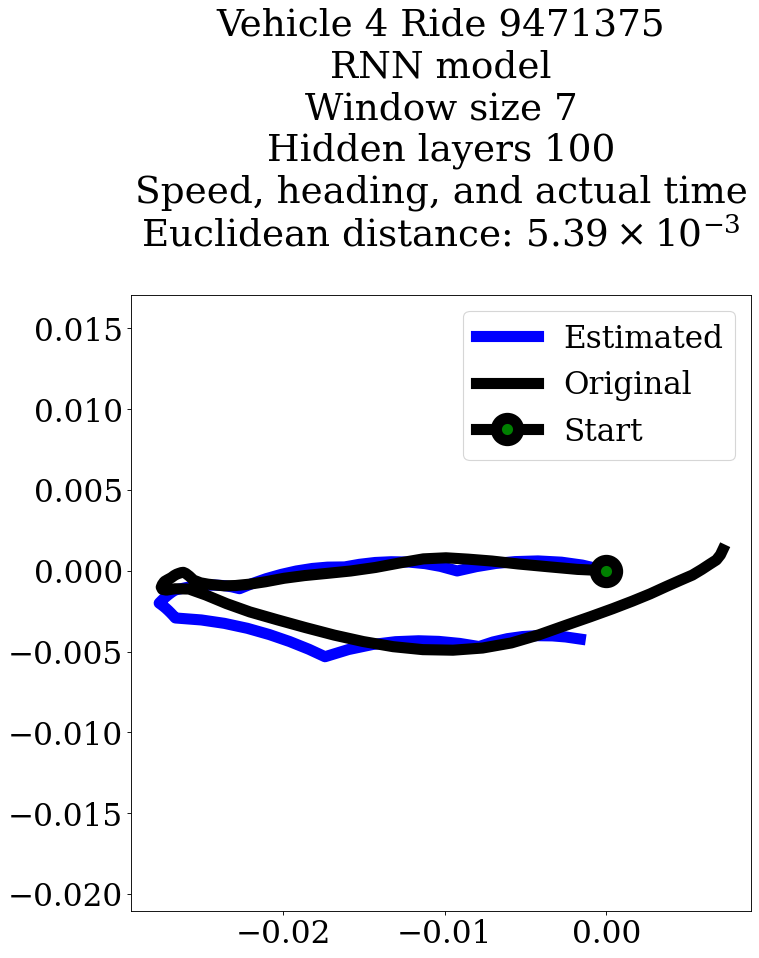 Vehicle 4 Ride 9471375
RNN model
Window size 7
Hidden layers 100
Speed, heading, and actual time
Euclidean distance: 5.39 × 10⁻³
Estimated
Original
Start
0.015
0.010
0.005
0.000
−0.005
−0.010
−0.015
−0.020
−0.02
−0.01
0.00